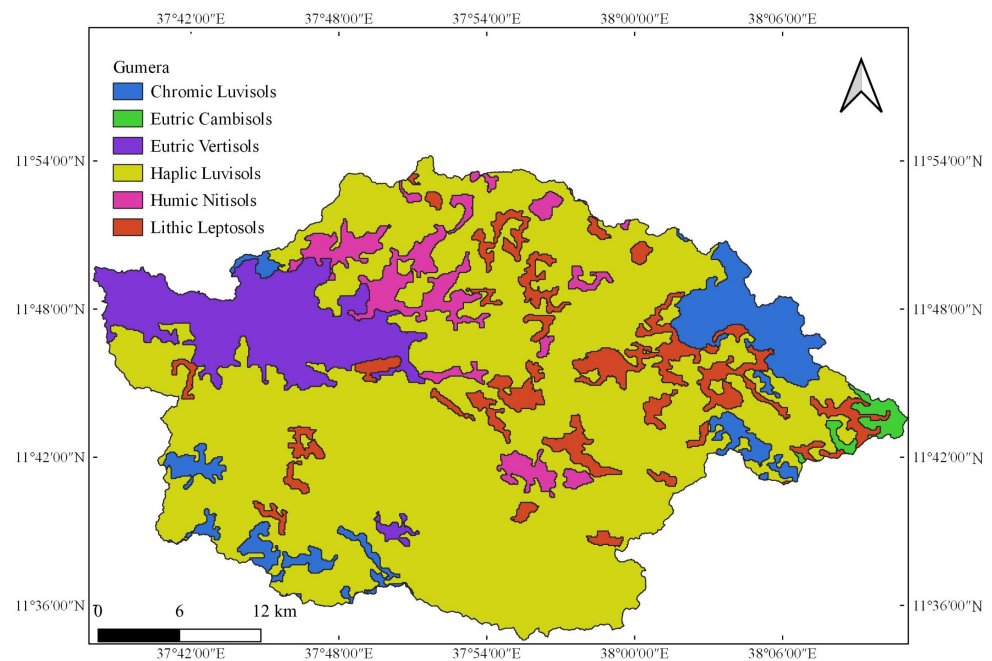 37°42'00"E 37°48'00"E 37°54'00"E 38°00'00"E 38°06'00"E
Gumera
Chromic Luvisols
Eutric Cambisols
Eutric Vertisols
Haplic Luvisols
Humic Nitisols
Lithic Leptosols
11°54'00"N 11°54'00"N
11°48'00"N 11°48'00"N
11°42'00"N 11°42'00"N
11°36'00"N 11°36'00"N
0 6 12 km
37°42'00"E 37°48'00"E 37°54'00"E 38°00'00"E 38°06'00"E